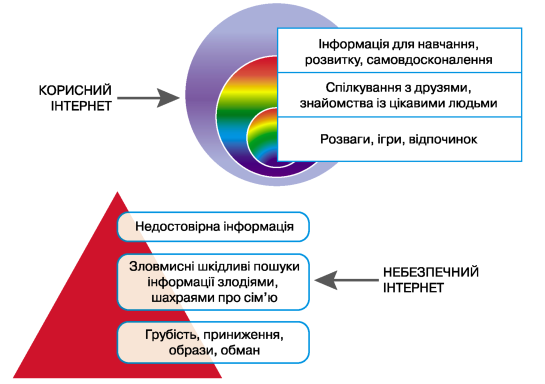 Інформація для навчання,
розвитку, самовдосконалення
КОРИСНИЙ
ІНТЕРНЕТ
Спілкування з друзями,
знайомства із цікавими людьми
Розваги, ігри, відпочинок
Недостовірна інформація
Зловмисні шкідливі пошуки
інформації злодіями,
шахраями про сім’ю
НЕБЕЗПЕЧНИЙ
ІНТЕРНЕТ
Грубість, приниження,
образи, обман